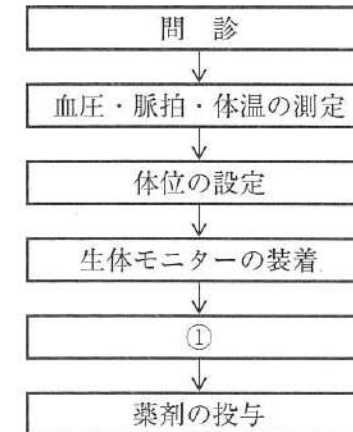 問　診
血圧・脈拍・体温の測定
体位の設定
生体モニターの装着
①
薬剤の投与